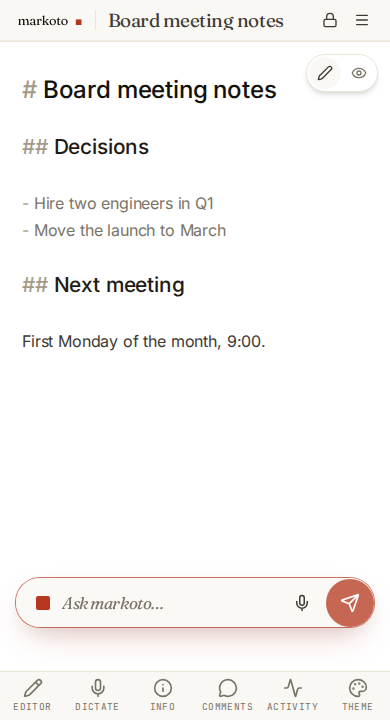 markoto
Board meeting notes
# Board meeting notes
## Decisions
- Hire two engineers in Q1
- Move the launch to March
## Next meeting
First Monday of the month, 9:00.
Ask markoto...
EDITOR DICTATE INFO COMMENTS ACTIVITY THEME